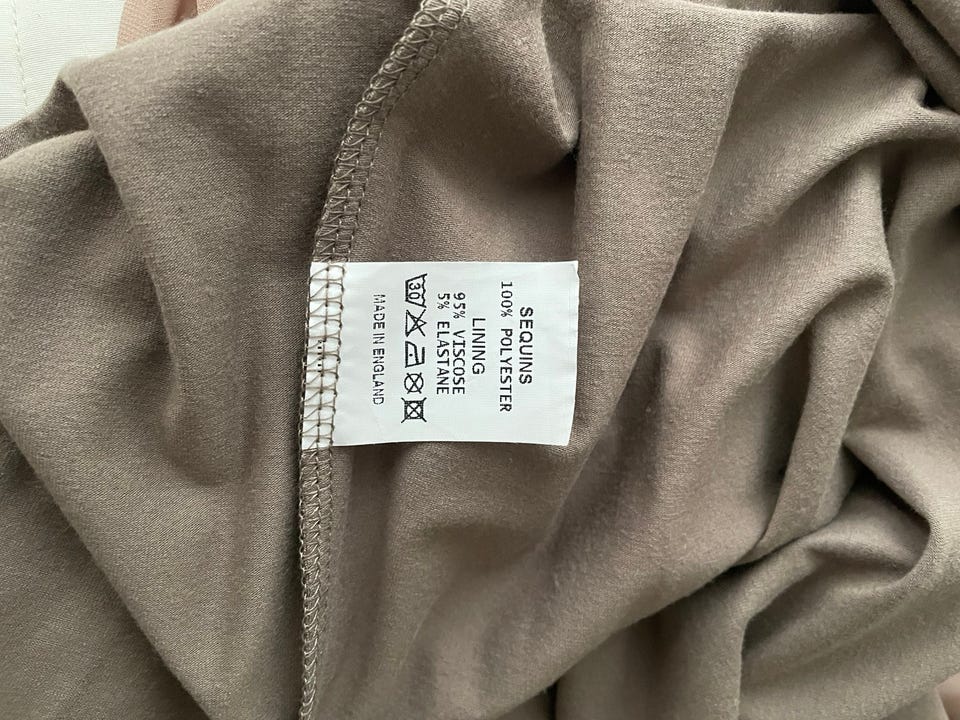 SEQUINS
100% POLYESTER
LINING
95% VISCOSE
5% ELASTANE
30
MADE IN ENGLAND